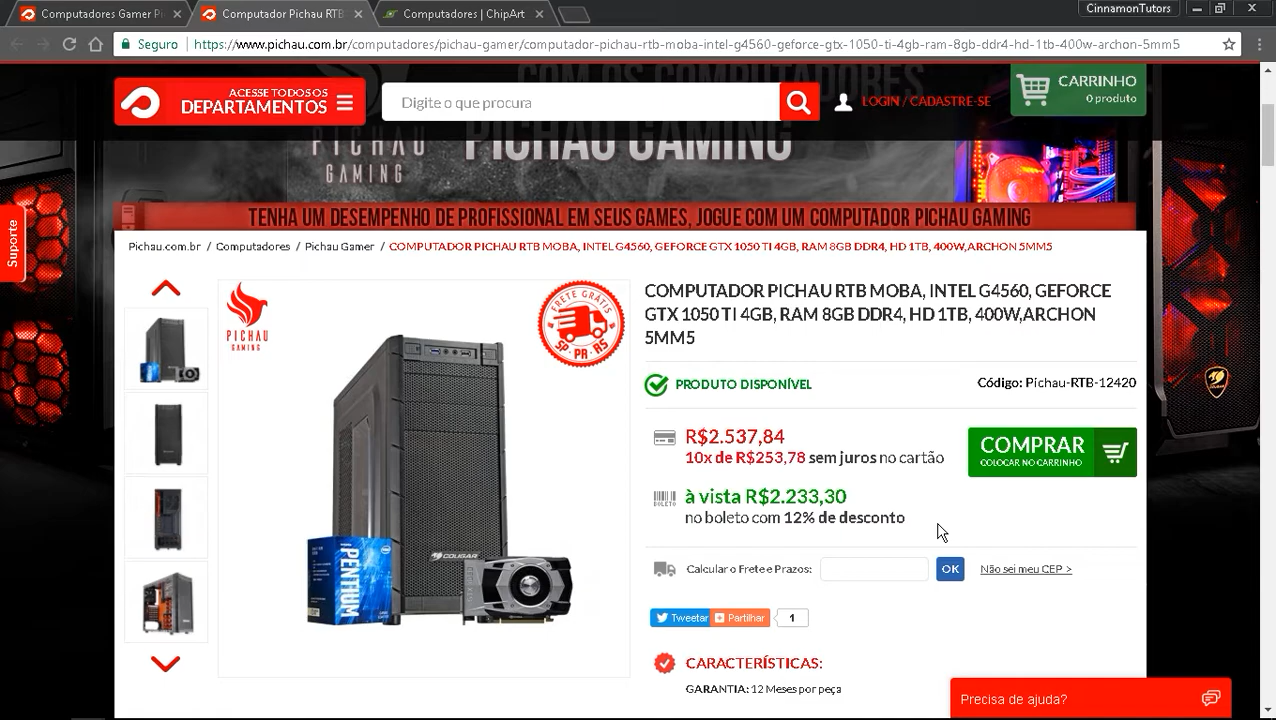 Computadores Gamer Pi
Computador Pichau RTB
Computadores | ChipArt
CinnamonTutors
Seguro
https://www.pichau.com.br/computadores/pichau-gamer/computador-pichau-rtb-moba-intel-g4560-geforce-gtx-1050-ti-4gb-ram-8gb-ddr4-hd-1tb-400w-archon-5mm5
ACESSE TODOS OS
DEPARTAMENTOS
Digite o que procura
LOGIN / CADASTRE-SE
CARRINHO
0 produto
COM OS COMPUTADORES
PICHAU GAMING
PICHAU
GAMING
TENHA UM DESEMPENHO DE PROFISSIONAL EM SEUS GAMES, JOGUE COM UM COMPUTADOR PICHAU GAMING
Suporte
Pichau.com.br / Computadores / Pichau Gamer / COMPUTADOR PICHAU RTB MOBA, INTEL G4560, GEFORCE GTX 1050 TI 4GB, RAM 8GB DDR4, HD 1TB, 400W,ARCHON 5MM5
PICHAU
GAMING
FRETE GRÁTIS
SP • PR • RS
COUGAR
PENTIUM
COMPUTADOR PICHAU RTB MOBA, INTEL G4560, GEFORCE
GTX 1050 TI 4GB, RAM 8GB DDR4, HD 1TB, 400W,ARCHON
5MM5
PRODUTO DISPONÍVEL
Código: Pichau-RTB-12420
R$2.537,84
10x de R$253,78 sem juros no cartão
COMPRAR
COLOCAR NO CARRINHO
BOLETO
à vista R$2.233,30
no boleto com 12% de desconto
Calcular o Frete e Prazos:
OK
Não sei meu CEP >
Tweetar
Partilhar
1
CARACTERÍSTICAS:
GARANTIA: 12 Meses por peça
Precisa de ajuda?